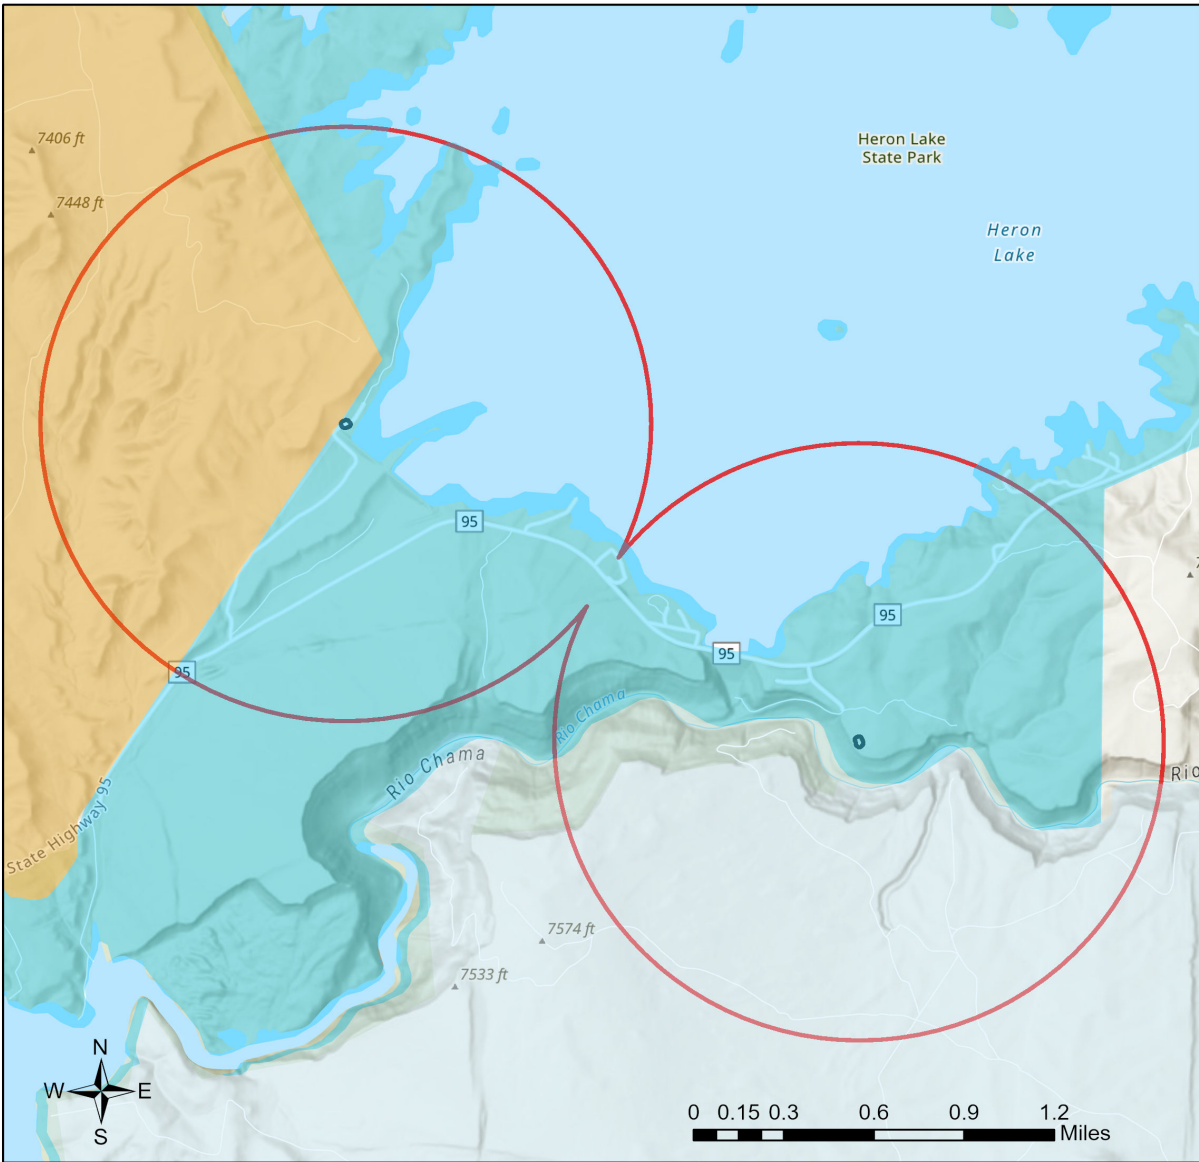 7406 ft
Heron Lake
State Park
7448 ft
Heron
Lake
95
95
95
95
Rio Chama
Rio Chama
Rio
State Highway 95
7574 ft
7533 ft
N
W E
S
0 0.15 0.3 0.6 0.9 1.2
Miles